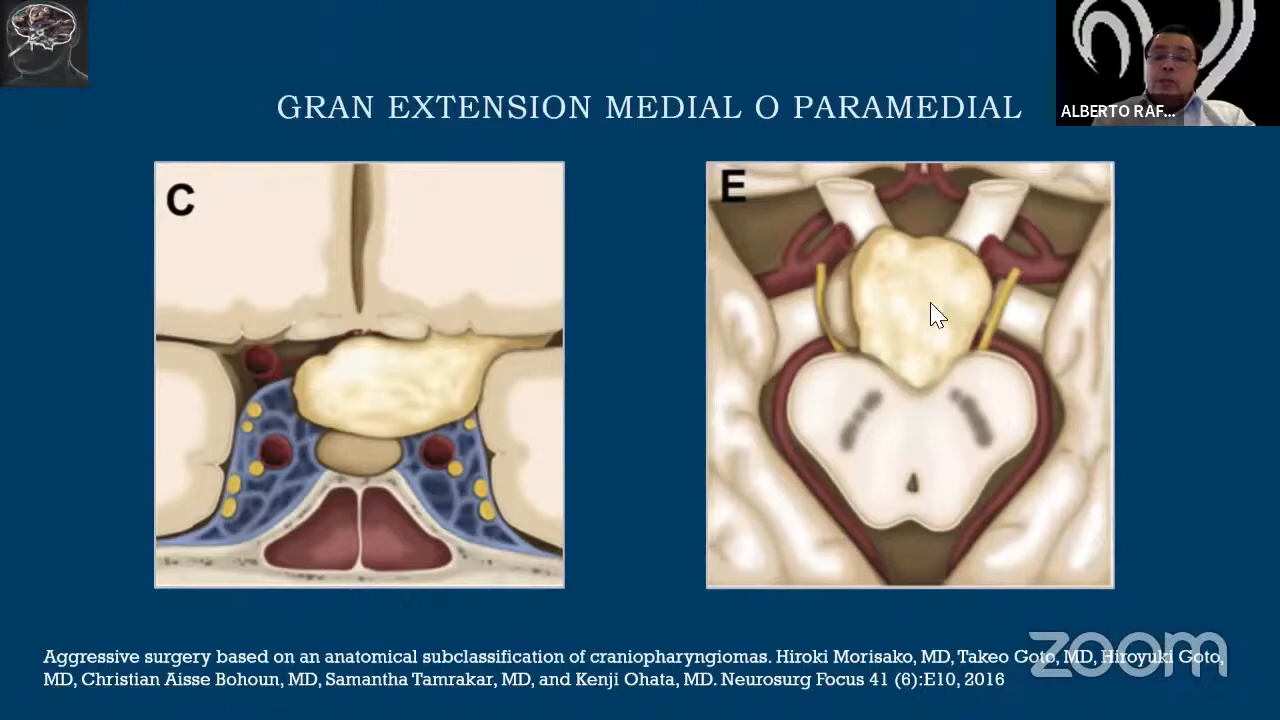 GRAN EXTENSION MEDIAL O PARAMEDIAL
ALBERTO RAF...
C
E
Aggressive surgery based on an anatomical subclassification of craniopharyngiomas. Hiroki Morisako, MD, Takeo Goto, MD, Hiroyuki Goto,
MD, Christian Aisse Bohoun, MD, Samantha Tamrakar, MD, and Kenji Ohata, MD. Neurosurg Focus 41 (6):E10, 2016
zoom